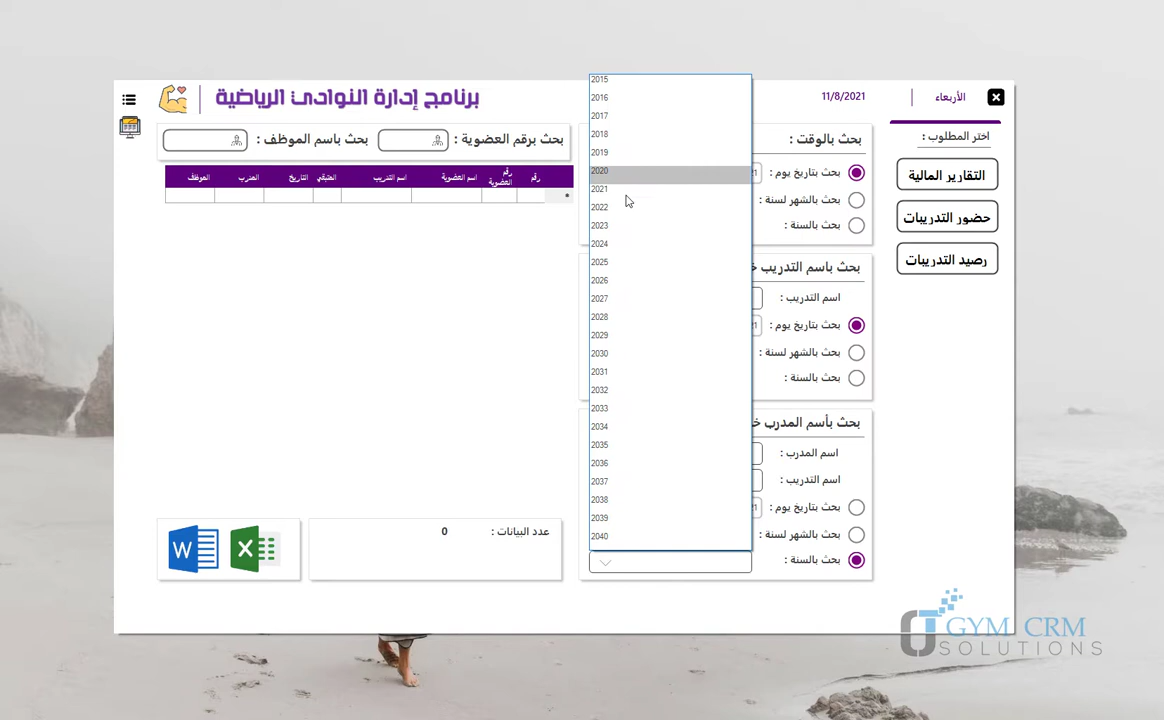 برنامج إدارة النوادي الرياضية
11/8/2021
الأربعاء
اختر المطلوب :
التقارير المالية
حضور التدريبات
رصيد التدريبات
بحث بالوقت :
بحث بتاريخ يوم :
بحث بالشهر لسنة :
بحث بالسنة :
بحث باسم التدريب
اسم التدريب :
بحث بتاريخ يوم :
بحث بالشهر لسنة :
بحث بالسنة :
بحث بأسم المدرب
اسم المدرب :
اسم التدريب :
بحث بتاريخ يوم :
بحث بالشهر لسنة :
بحث بالسنة :
2015
2016
2017
2018
2019
2020
2021
2022
2023
2024
2025
2026
2027
2028
2029
2030
2031
2032
2033
2034
2035
2036
2037
2038
2039
2040
بحث برقم العضوية :
بحث باسم الموظف :
رقم
رقم العضوية
اسم العضوية
اسم التدريب
المتبقي
التاريخ
المدرب
الموظف
*
عدد البيانات :
0
W
X
GYM CRM
SOLUTIONS